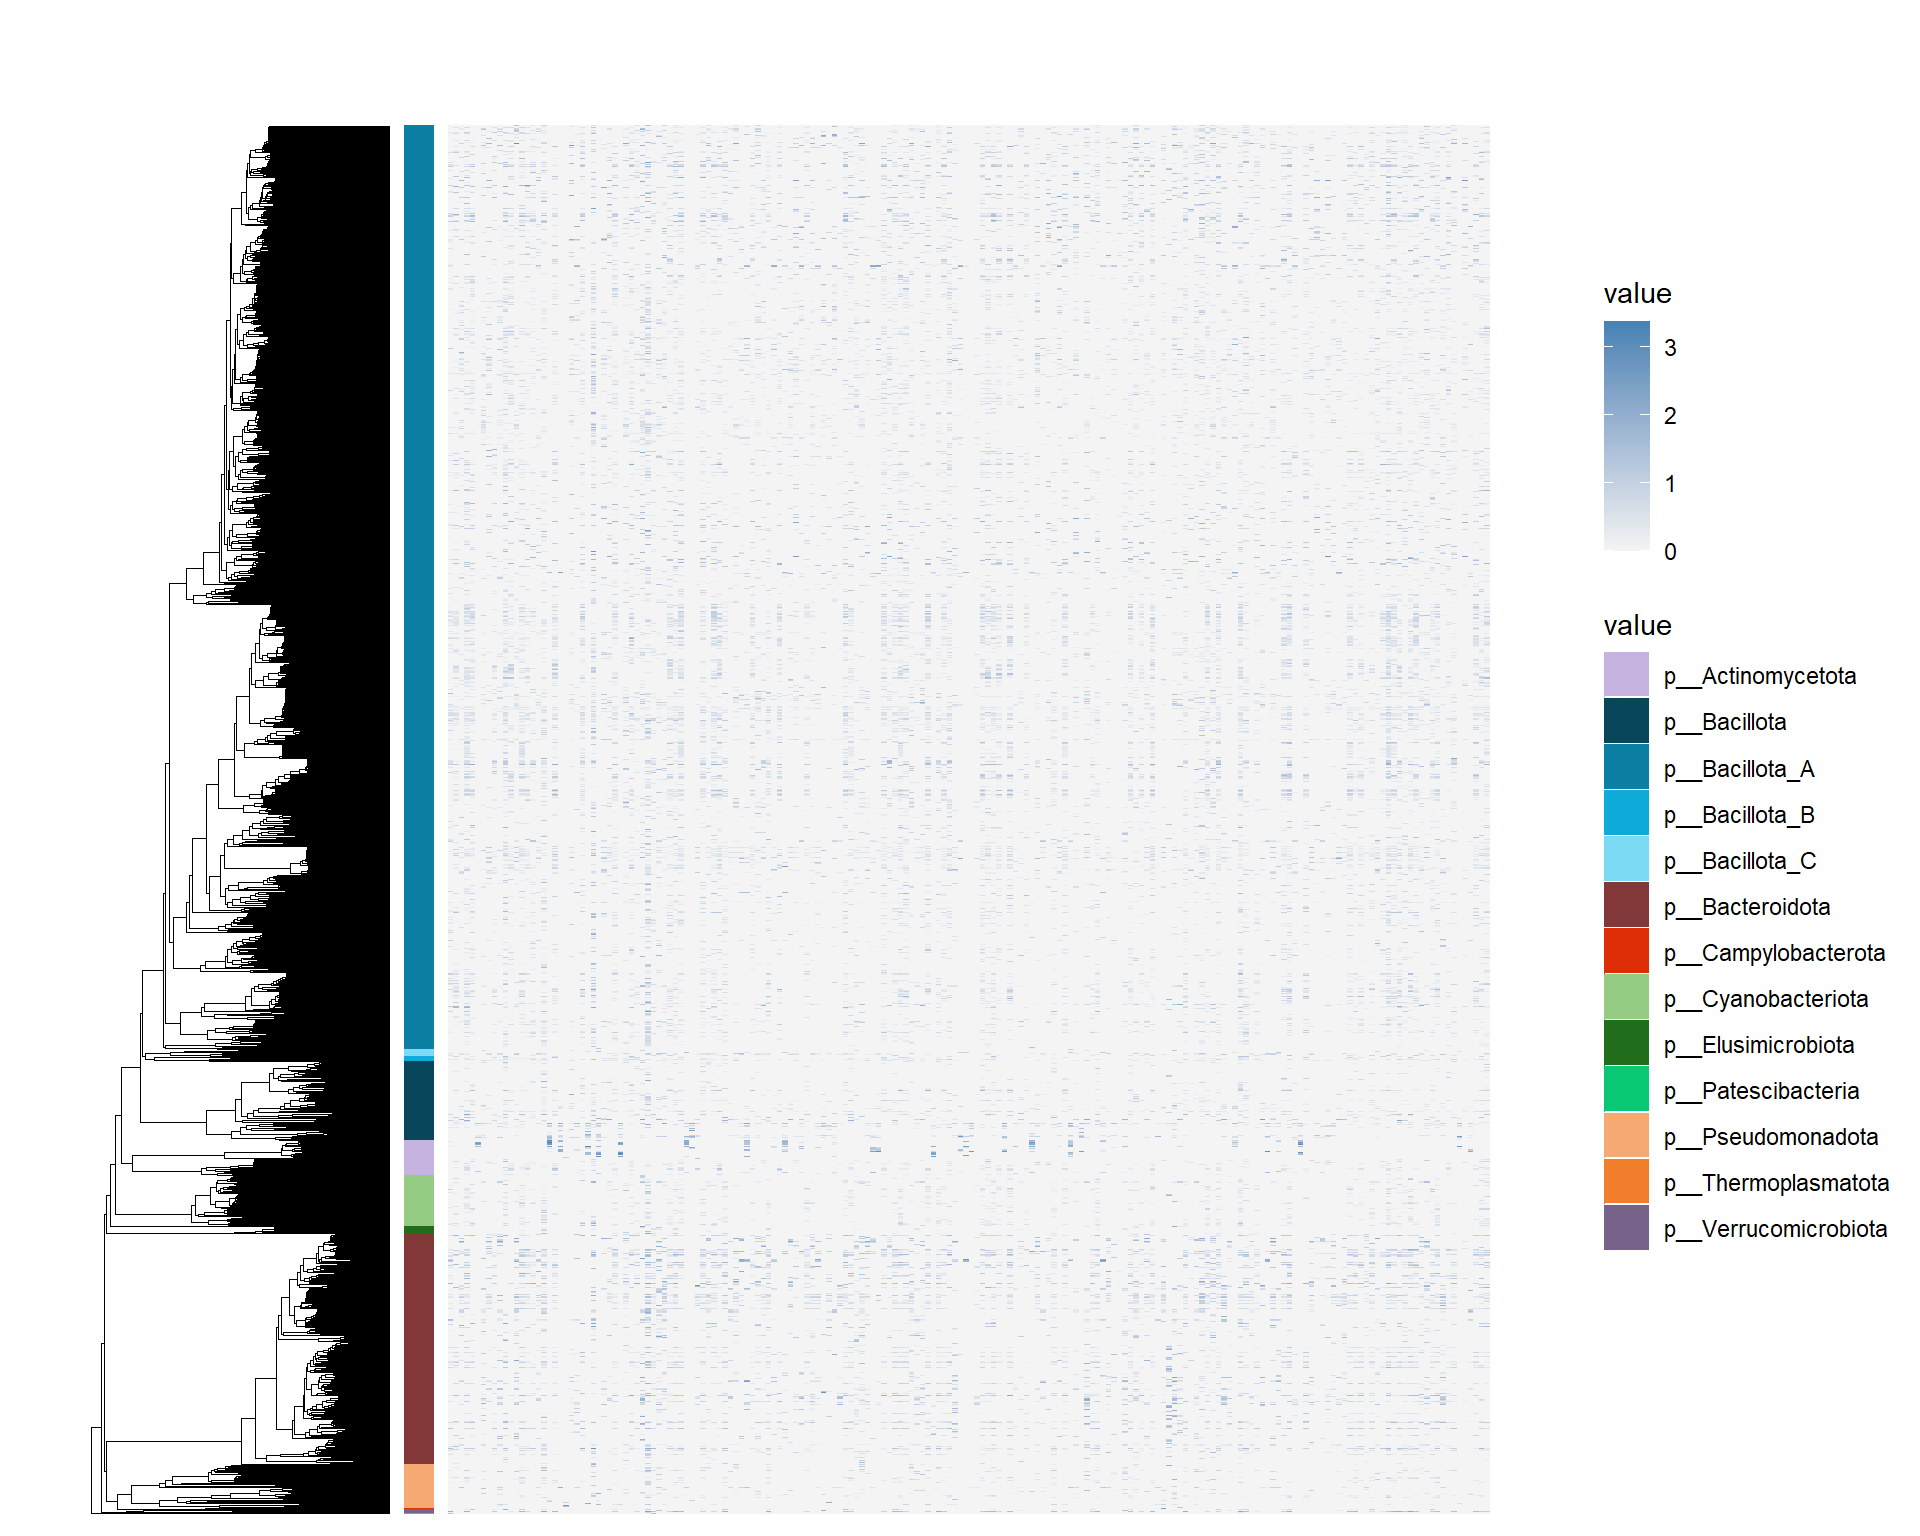 value
3
2
1
0
value
p__Actinomycetota
p__Bacillota
p__Bacillota_A
p__Bacillota_B
p__Bacillota_C
p__Bacteroidota
p__Campylobacterota
p__Cyanobacteriota
p__Elusimicrobiota
p__Patescibacteria
p__Pseudomonadota
p__Thermoplasmatota
p__Verrucomicrobiota